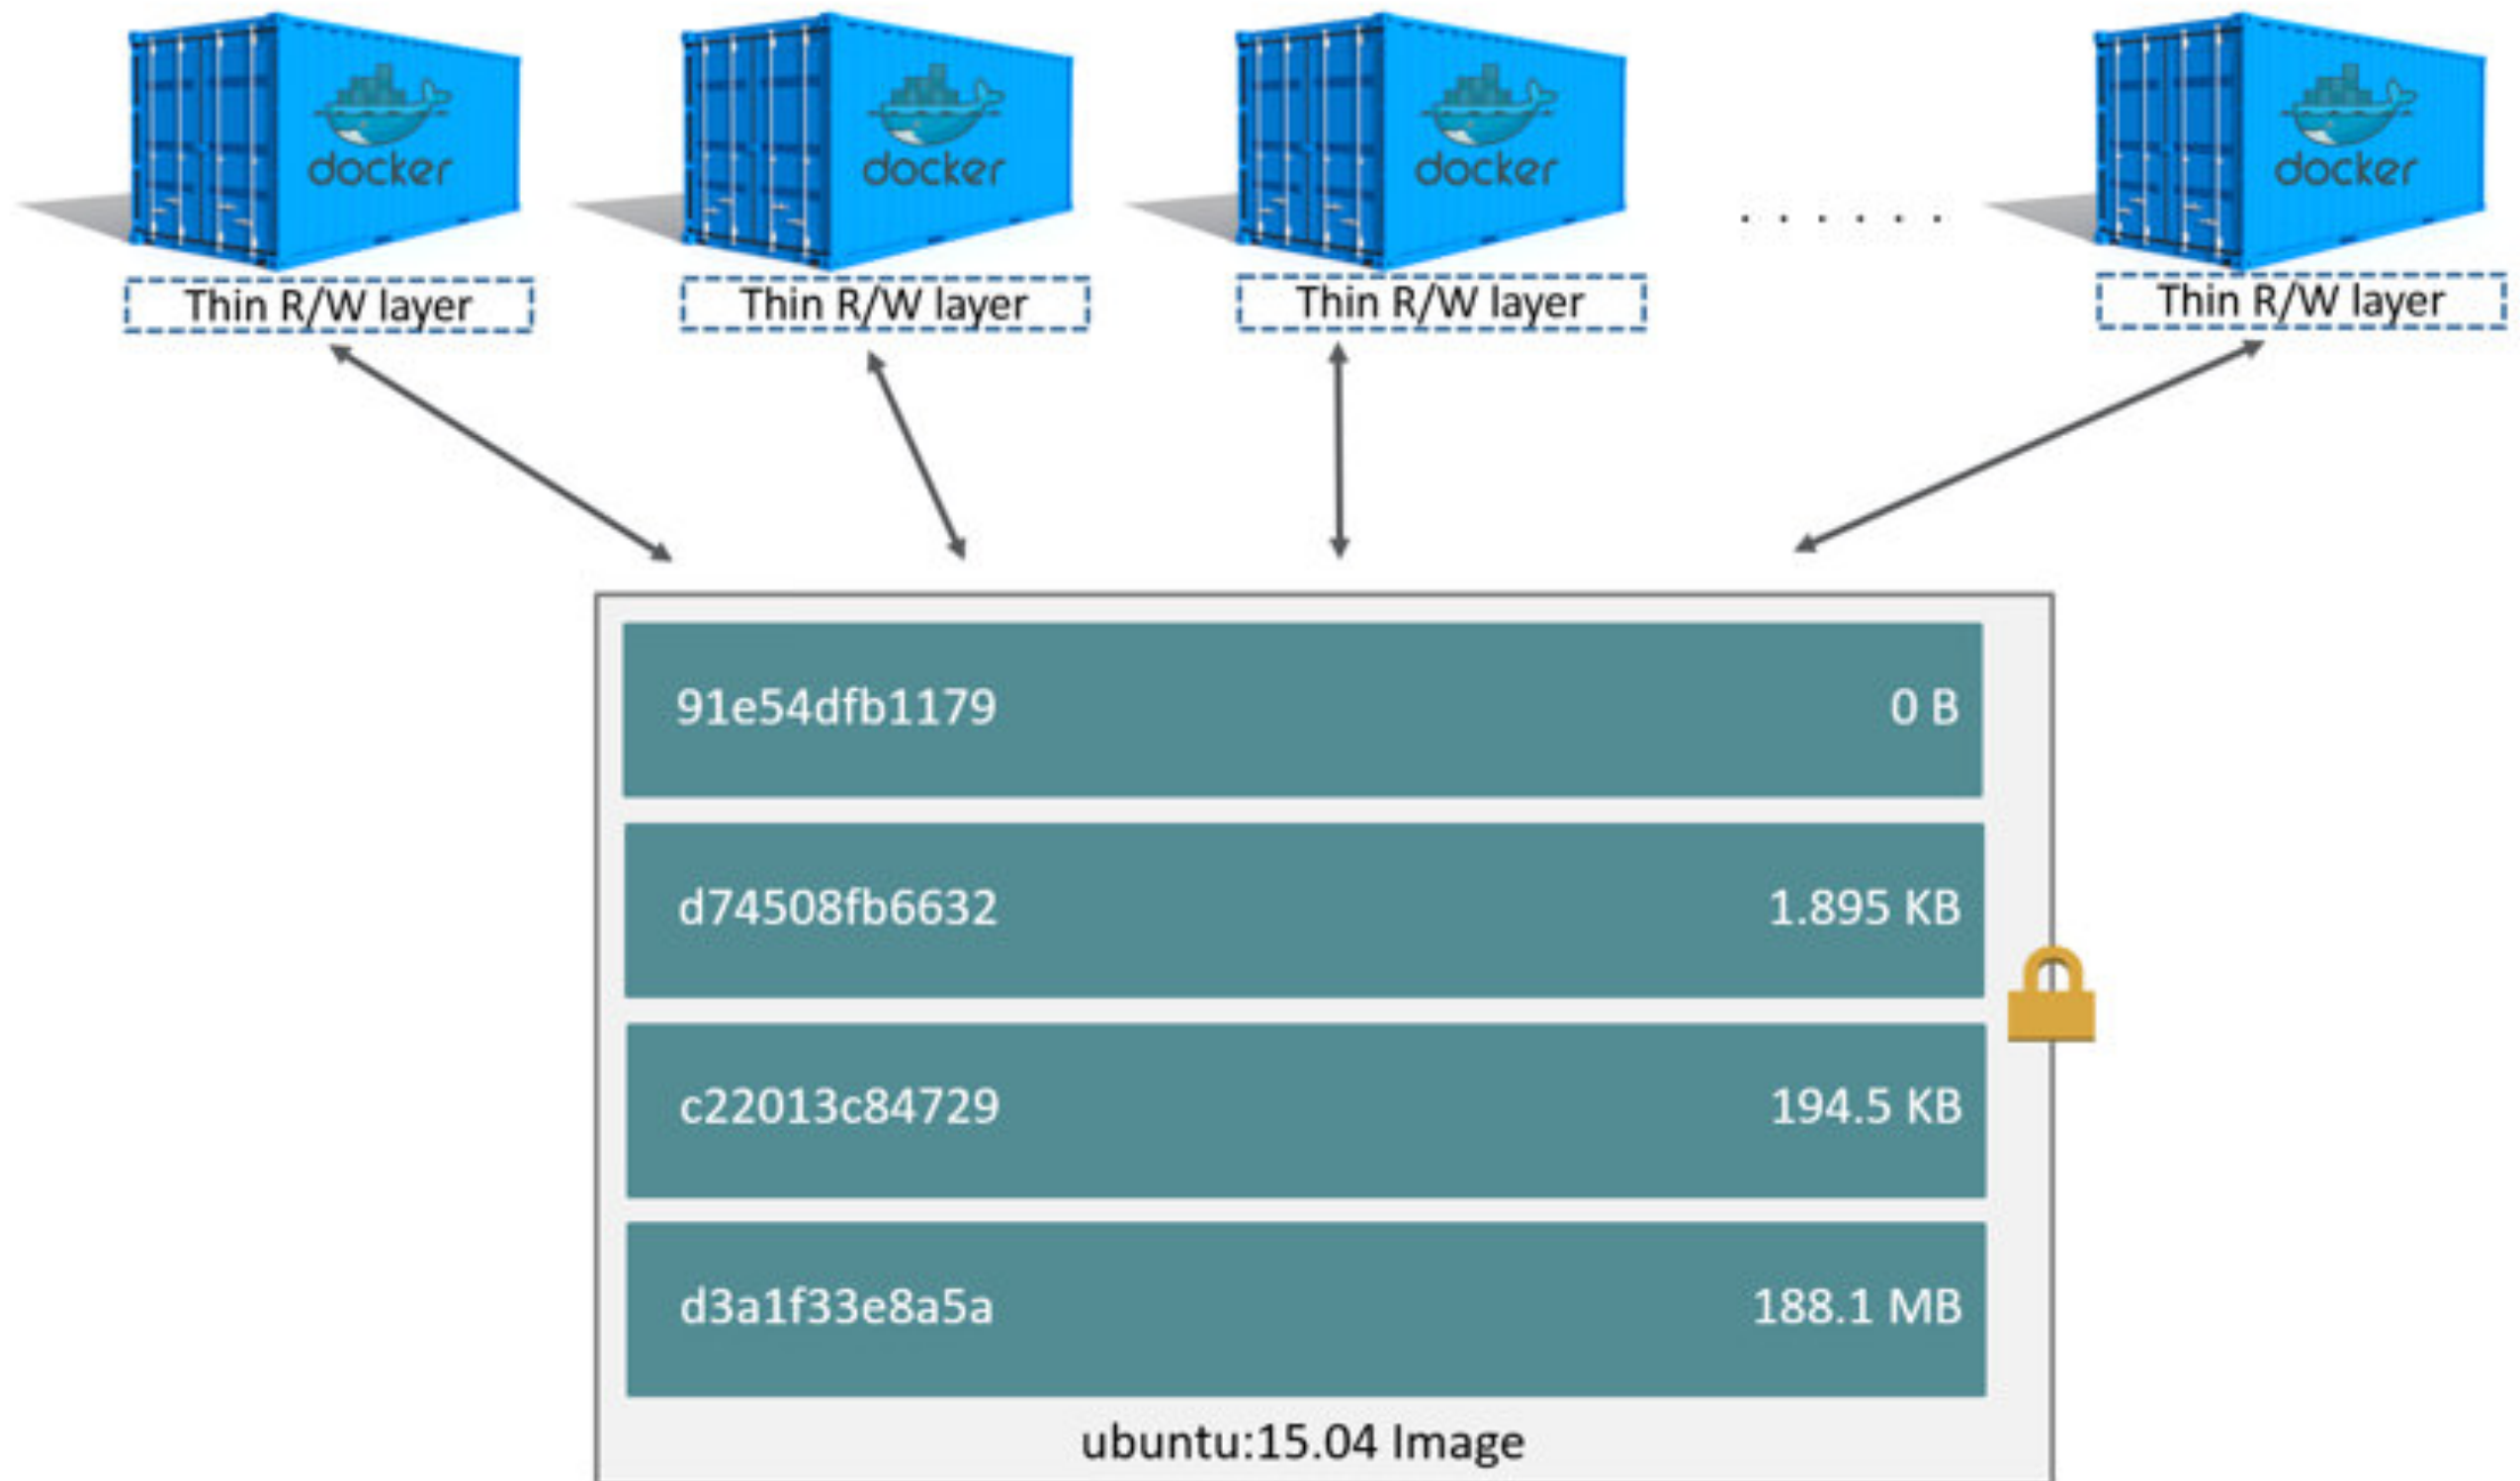 docker docker docker docker
Thin R/W layer Thin R/W layer Thin R/W layer . . . . . . Thin R/W layer
91e54dfb1179 0 B
d74508fb6632 1.895 KB
c22013c84729 194.5 KB
d3a1f33e8a5a 188.1 MB
ubuntu:15.04 Image